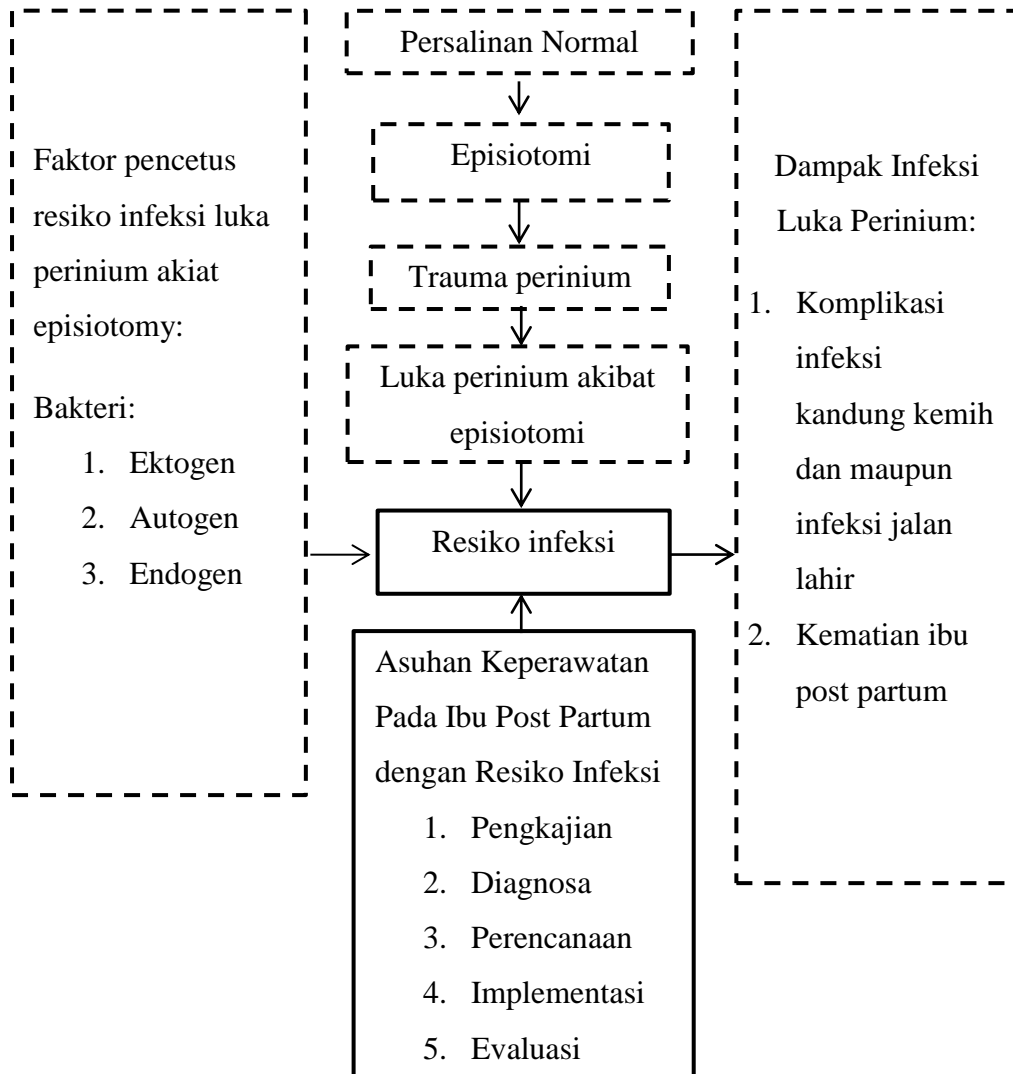 Persalinan Normal
Episiotomi
Trauma perinium
Luka perinium akibat
episiotomi
Resiko infeksi
Faktor pencetus
resiko infeksi luka
perinium akiat
episiotomy:
Bakteri:
1. Ektogen
2. Autogen
3. Endogen
Asuhan Keperawatan
Pada Ibu Post Partum
dengan Resiko Infeksi
1. Pengkajian
2. Diagnosa
3. Perencanaan
4. Implementasi
5. Evaluasi
Dampak Infeksi
Luka Perinium:
1. Komplikasi
infeksi
kandung kemih
dan maupun
infeksi jalan
lahir
2. Kematian ibu
post partum